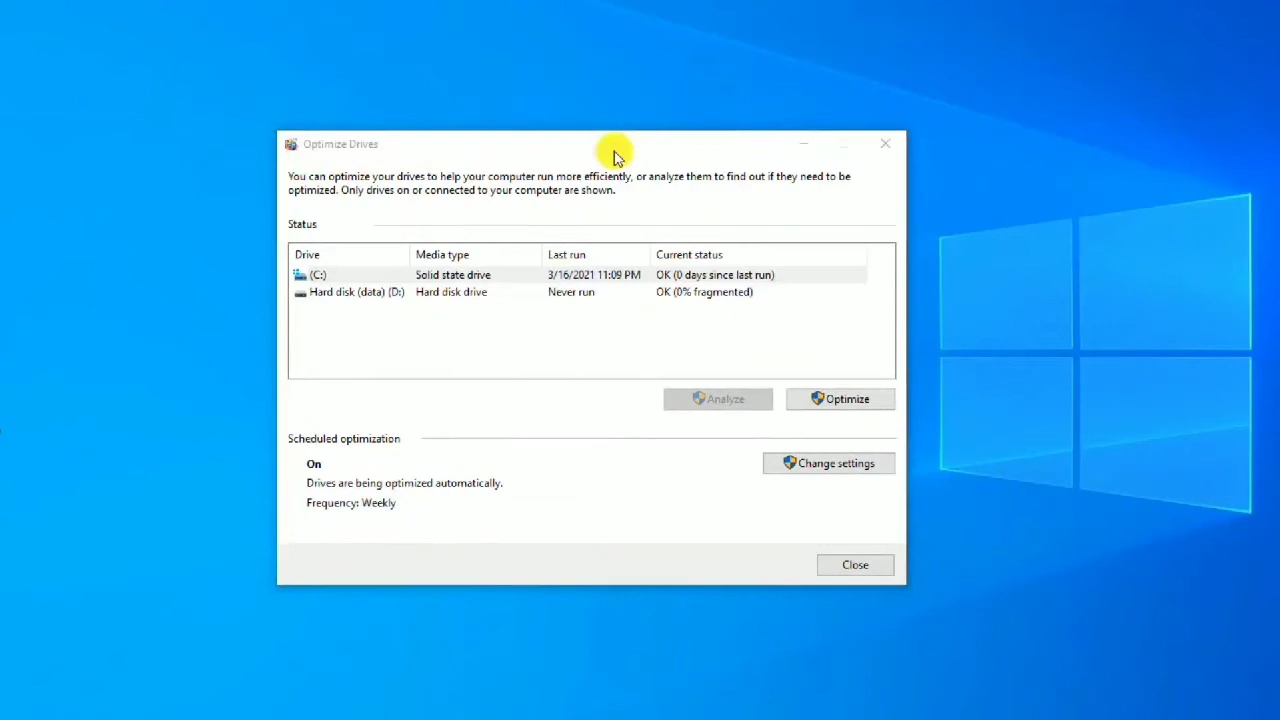 Optimize Drives
You can optimize your drives to help your computer run more efficiently, or analyze them to find out if they need to be
optimized. Only drives on or connected to your computer are shown.
Status
Drive Media type Last run Current status
(C:) Solid state drive 3/16/2021 11:09 PM OK (0 days since last run)
Hard disk (data) (D:) Hard disk drive Never run OK (0% fragmented)
Analyze Optimize
Scheduled optimization
On
Change settings
Drives are being optimized automatically.
Frequency: Weekly
Close